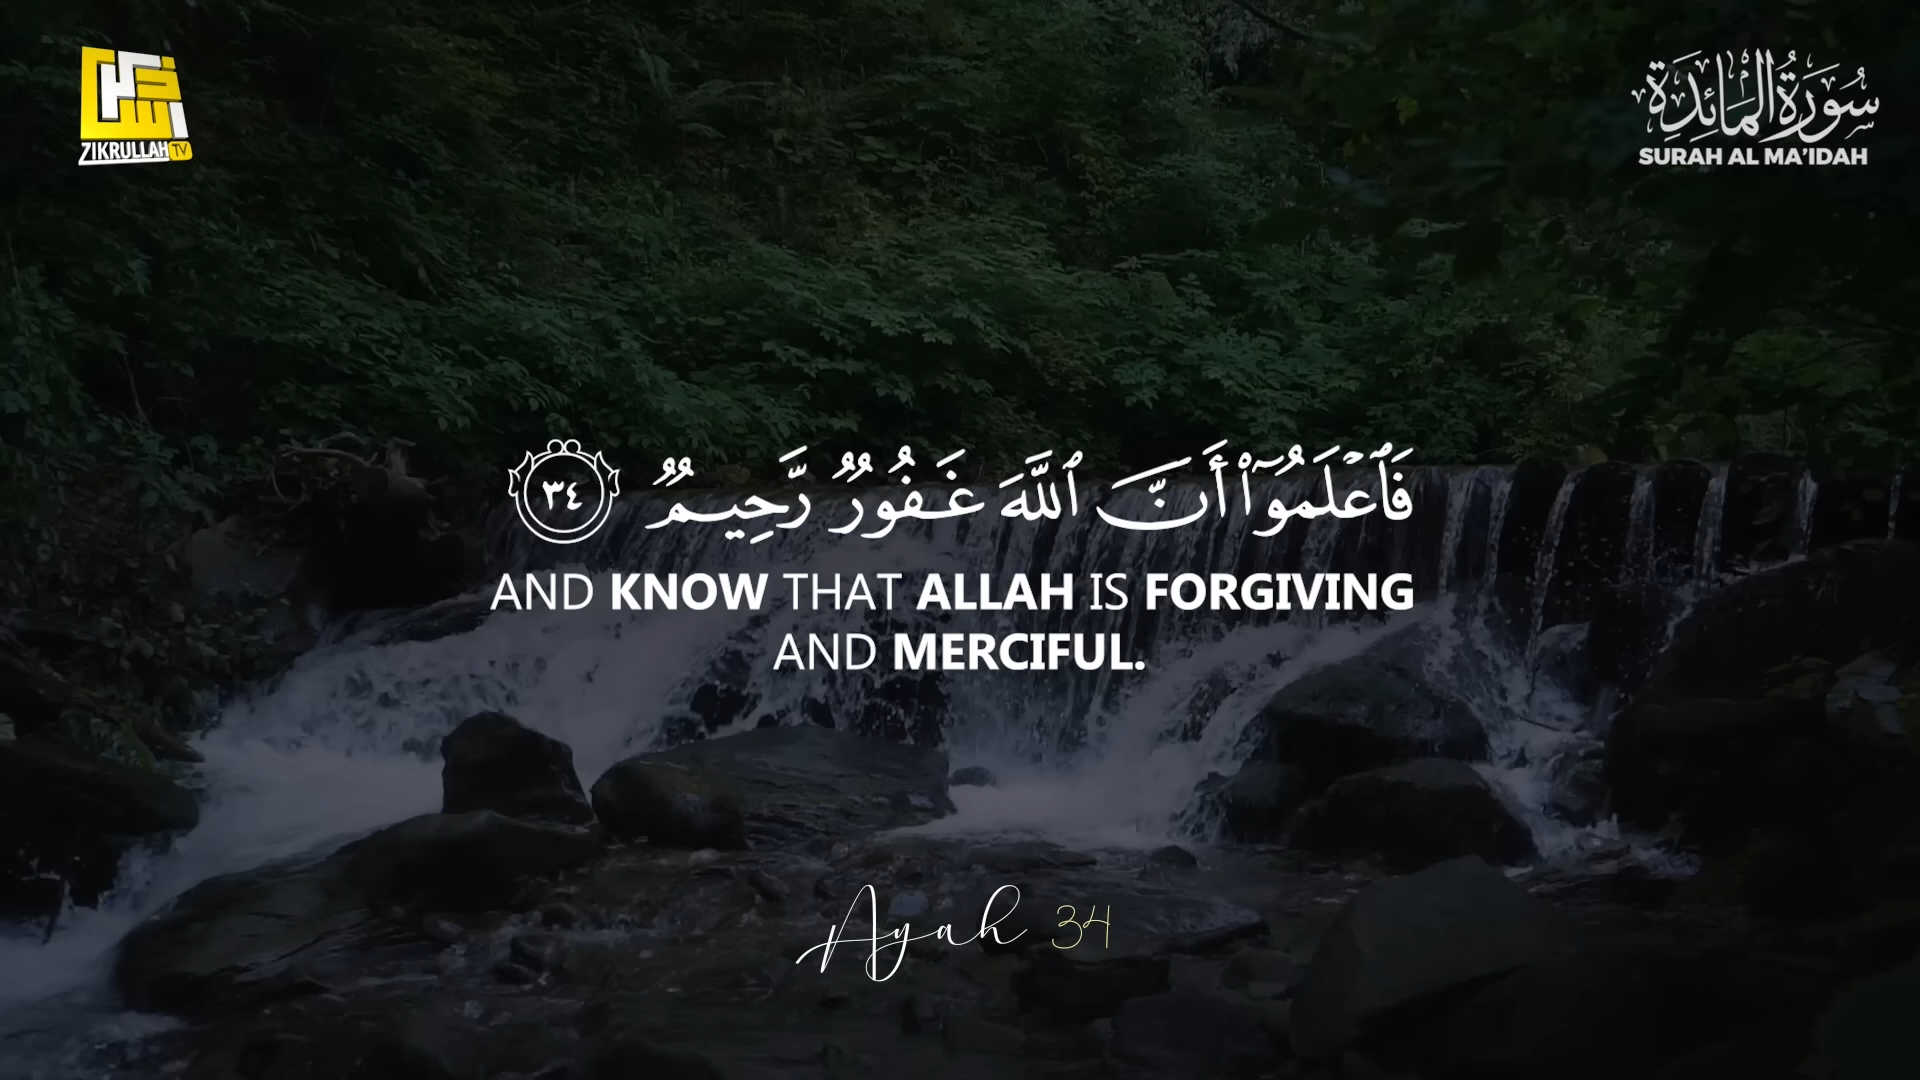 ZIKRULLAH TV
سُورَةُ الْمَائِدَةِ
SURAH AL MA'IDAH
فَٱعْلَمُوٓا۟ أَنَّ ٱللَّهَ غَفُورٌ رَّحِيمٌ ٣٤
AND KNOW THAT ALLAH IS FORGIVING
AND MERCIFUL.
Ayah 34